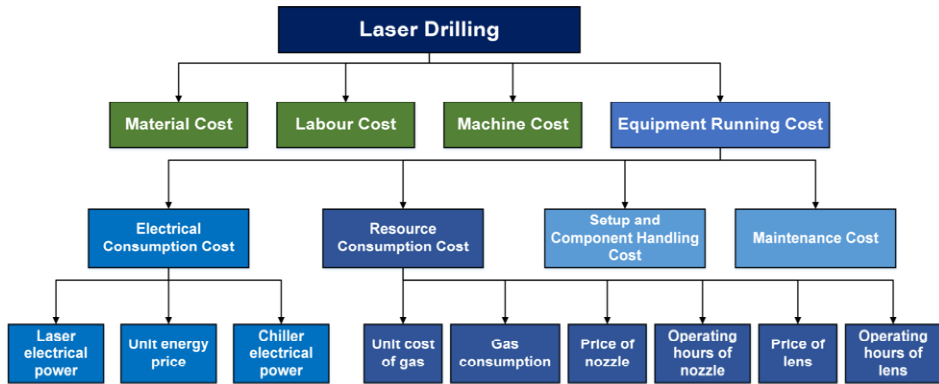 Laser Drilling
Material Cost
Labour Cost
Machine Cost
Equipment Running Cost
Electrical
Consumption Cost
Resource
Consumption Cost
Setup and
Component Handling
Cost
Maintenance Cost
Laser
electrical
power
Unit energy
price
Chiller
electrical
power
Unit cost
of gas
Gas
consumption
Price of
nozzle
Operating
hours of
nozzle
Price of
lens
Operating
hours of
lens